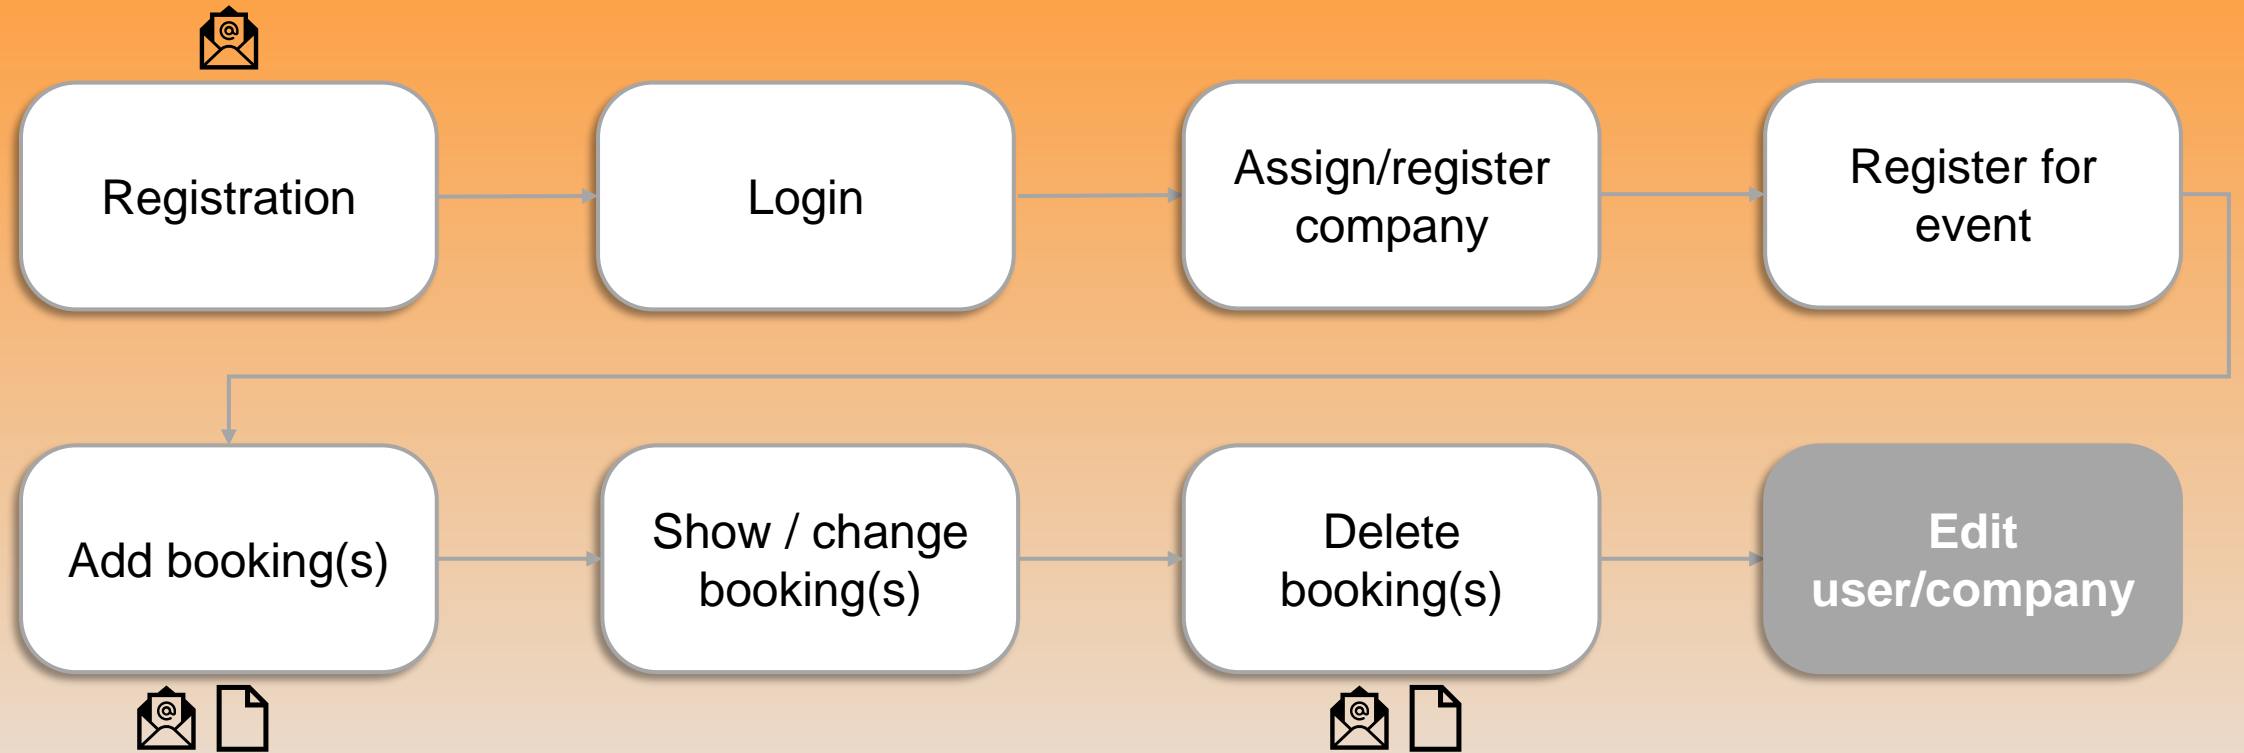 Registration
Login
Assign/register
company
Register for
event
Add booking(s)
Show / change
booking(s)
Delete
booking(s)
Edit
user/company